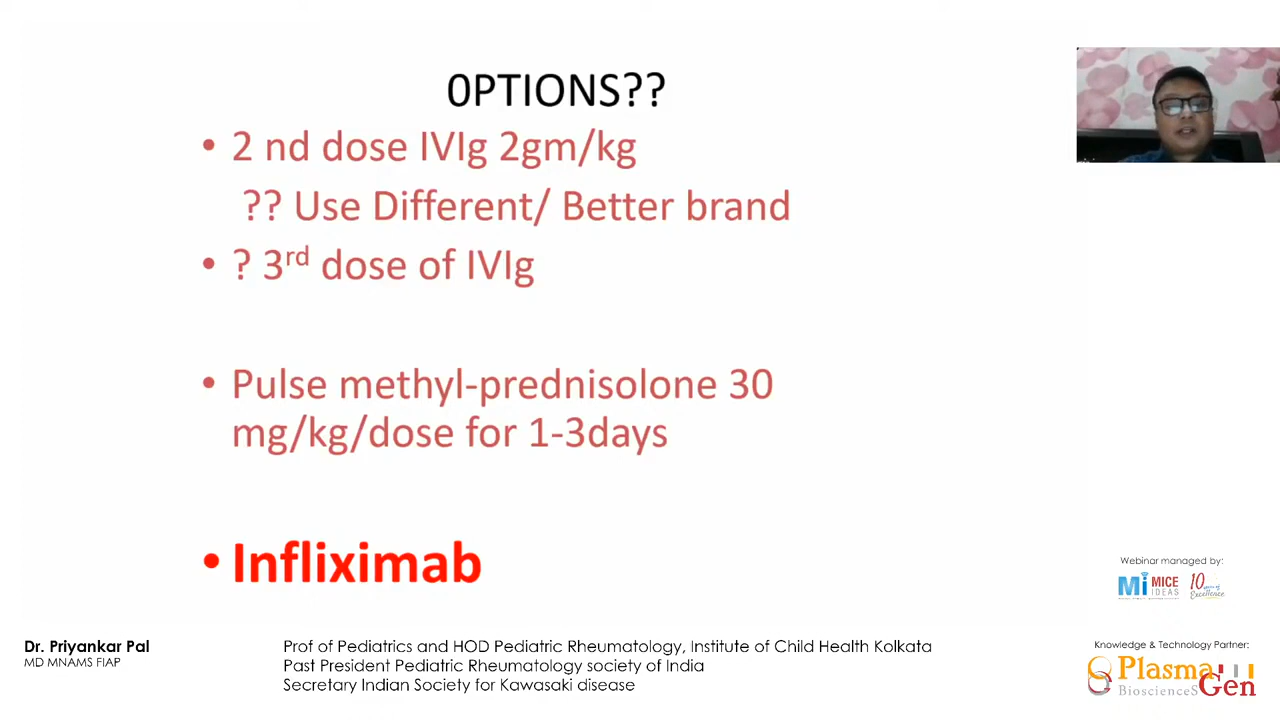 0PTIONS??
• 2 nd dose IVIg 2gm/kg
?? Use Different/ Better brand
• ? 3rd dose of IVIg
• Pulse methyl-prednisolone 30
mg/kg/dose for 1-3days
• Infliximab
Webinar managed by:
Mi MICE
IDEAS
10 years of
Excellence
Dr. Priyankar Pal
MD MNAMS FIAP
Prof of Pediatrics and HOD Pediatric Rheumatology, Institute of Child Health Kolkata
Past President Pediatric Rheumatology society of India
Secretary Indian Society for Kawasaki disease
Knowledge & Technology Partner:
Plasma
BioscienceS Gen